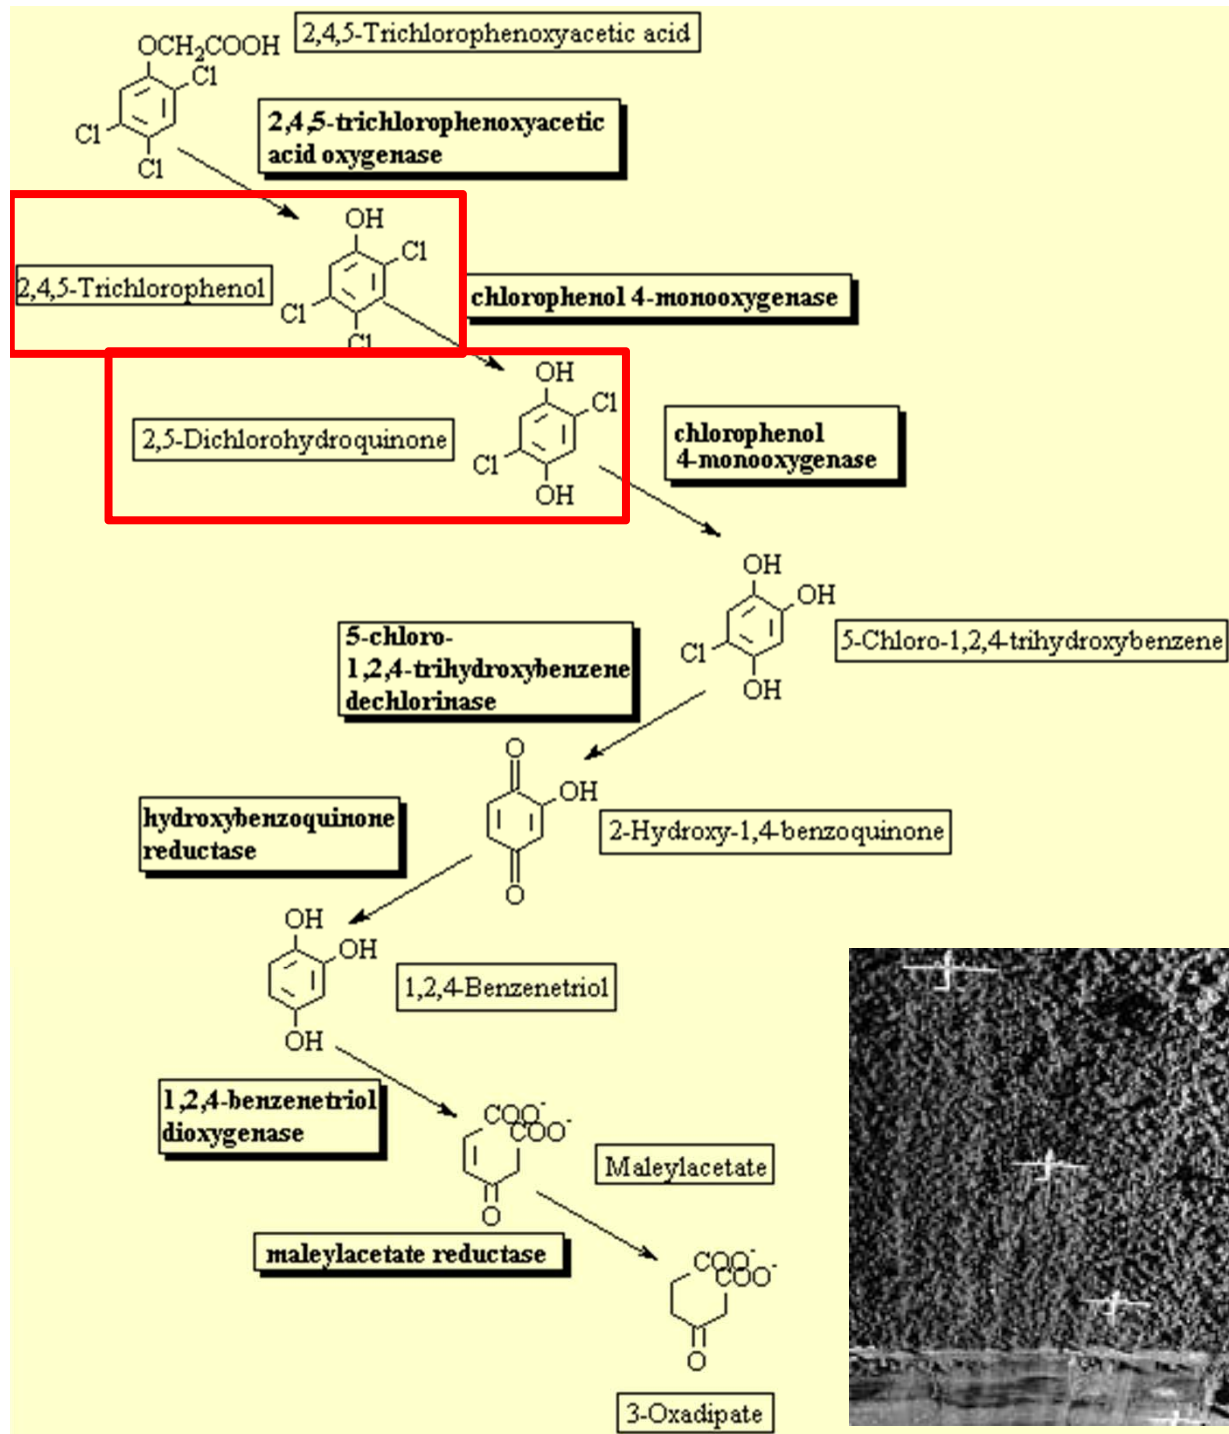 2,4,5-Trichlorophenoxyacetic acid
OCH2COOH
Cl
Cl
Cl
2,4,5-trichlorophenoxyacetic
acid oxygenase
OH
Cl
2,4,5-Trichlorophenol
Cl
Cl
chlorophenol 4-monooxygenase
OH
Cl
2,5-Dichlorohydroquinone
Cl
OH
chlorophenol
4-monooxygenase
OH
OH
Cl
OH
5-Chloro-1,2,4-trihydroxybenzene
5-chloro-
1,2,4-trihydroxybenzene
dechlorinase
O
OH
O
2-Hydroxy-1,4-benzoquinone
hydroxybenzoquinone
reductase
OH
OH
OH
1,2,4-Benzenetriol
1,2,4-benzenetriol
dioxygenase
COO-
COO-
O
Maleylacetate
maleylacetate reductase
COO-
COO-
O
3-Oxadipate